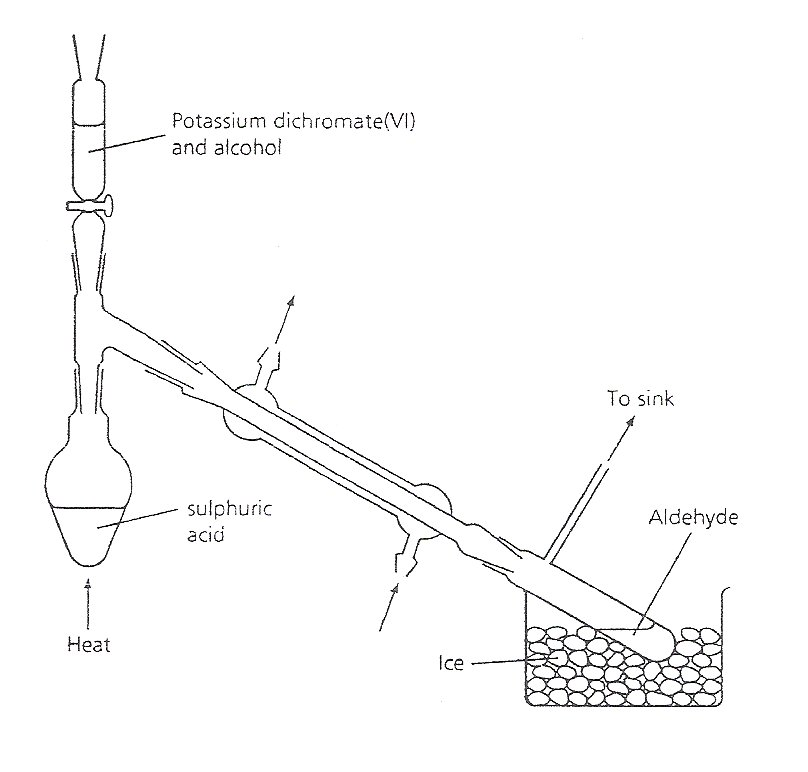 Potassium dichromate(VI)
and alcohol
To sink
Aldehyde
sulphuric
acid
Heat
Ice